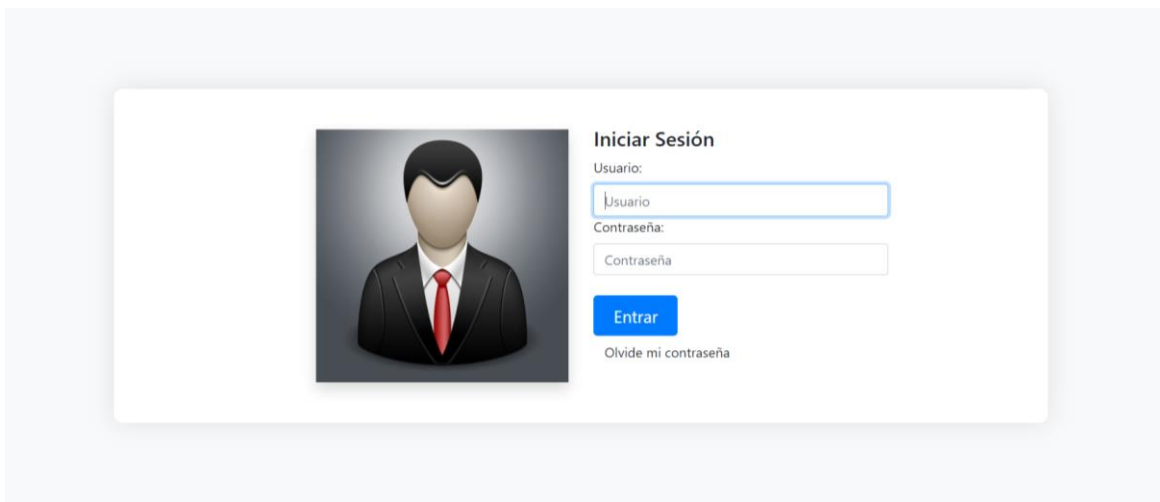 Iniciar Sesión
Usuario:
Usuario
Contraseña:
Contraseña
Entrar
Olvide mi contraseña